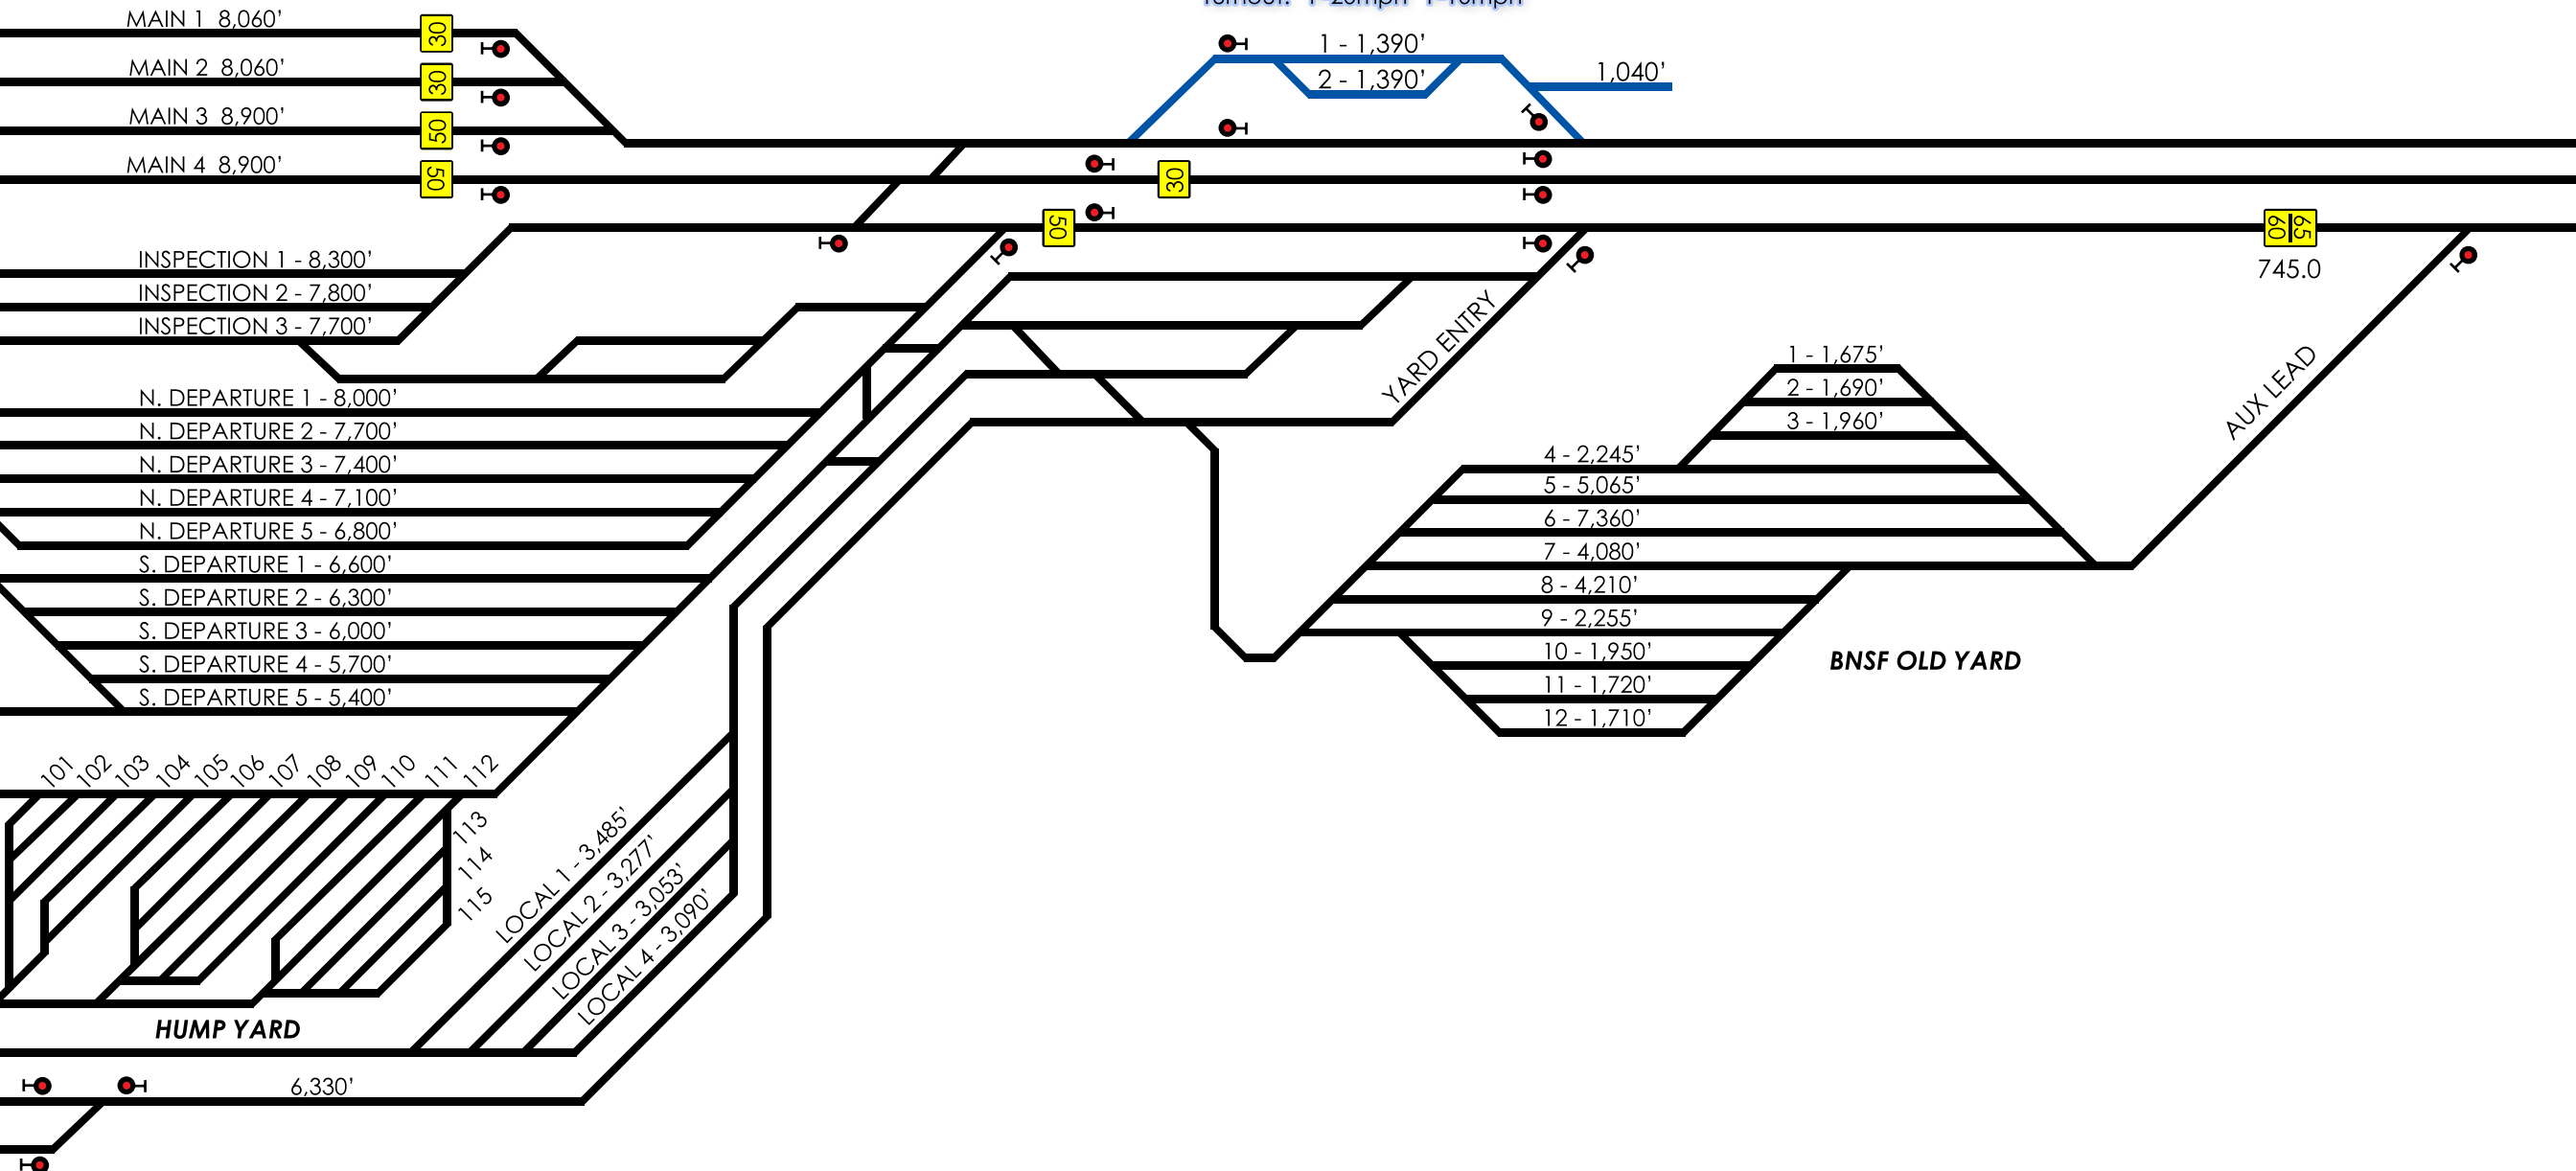 MAIN 1 8,060’
30
MAIN 2 8,060’
30
MAIN 3 8,900’
50
MAIN 4 8,900’
50
1 - 1,390’
2 - 1,390’
1,040’
30
50
60 65
745.0
INSPECTION 1 - 8,300’
INSPECTION 2 - 7,800’
INSPECTION 3 - 7,700’
N. DEPARTURE 1 - 8,000’
N. DEPARTURE 2 - 7,700’
N. DEPARTURE 3 - 7,400’
N. DEPARTURE 4 - 7,100’
N. DEPARTURE 5 - 6,800’
S. DEPARTURE 1 - 6,600’
S. DEPARTURE 2 - 6,300’
S. DEPARTURE 3 - 6,000’
S. DEPARTURE 4 - 5,700’
S. DEPARTURE 5 - 5,400’
YARD ENTRY
AUX LEAD
1 - 1,675’
2 - 1,690’
3 - 1,960’
4 - 2,245’
5 - 5,065’
6 - 7,360’
7 - 4,080’
8 - 4,210’
9 - 2,255’
10 - 1,950’
11 - 1,720’
12 - 1,710’
BNSF OLD YARD
101
102
103
104
105
106
107
108
109
110
111
112
113
114
115
LOCAL 1 - 3,485’
LOCAL 2 - 3,277’
LOCAL 3 - 3,053’
LOCAL 4 - 3,090’
HUMP YARD
6,330’